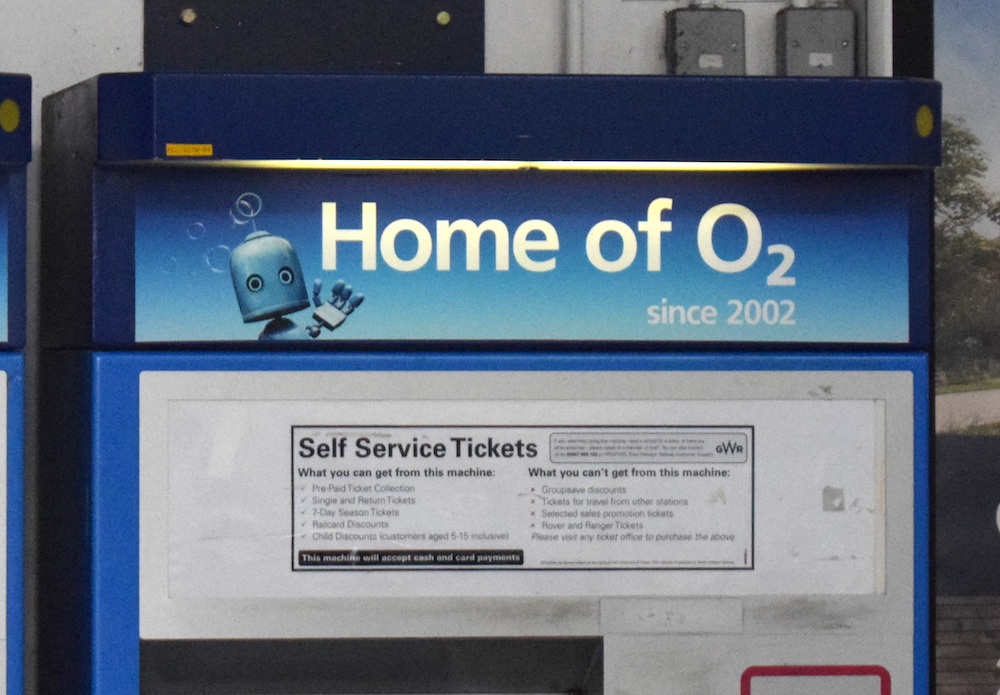 Home of O₂
since 2002
Self Service Tickets
GWR
What you can get from this machine:
✓ Pre-Paid Ticket Collection
✓ Single and Return Tickets
✓ 7-Day Season Tickets
✓ Railcard Discounts
✓ Child Discounts (customers aged 5-15 inclusive)
This machine will accept cash and card payments
What you can't get from this machine:
× Groupsave discounts
× Tickets for travel from other stations
× Selected sales promotion tickets
× Rover and Ranger Tickets
Please visit any ticket office to purchase the above